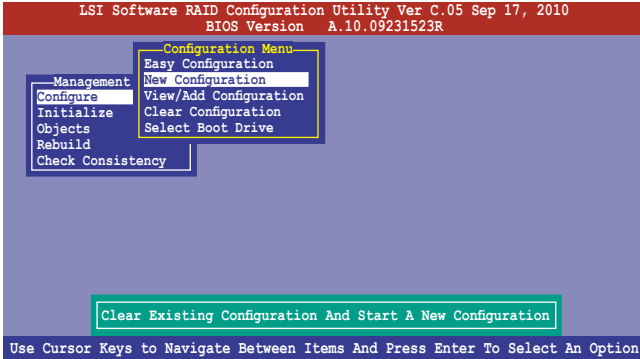 LSI Software RAID Configuration Utility Ver C.05 Sep 17, 2010
BIOS Version A.10.09231523R
Configuration Menu
Easy Configuration
New Configuration
View/Add Configuration
Clear Configuration
Select Boot Drive
Management
Configure
Initialize
Objects
Rebuild
Check Consistency
Clear Existing Configuration And Start A New Configuration
Use Cursor Keys to Navigate Between Items And Press Enter To Select An Option